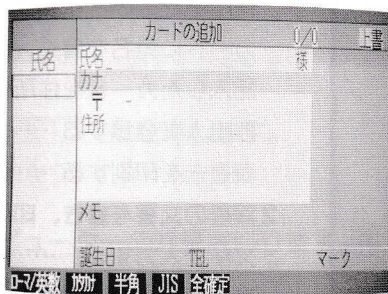 カードの追加 0/0 上書
氏名 氏名_ 様
カナ
〒 -
住所
メモ
誕生日 TEL マーク
ローマ/英数 カタカナ 半角 JIS 全確定